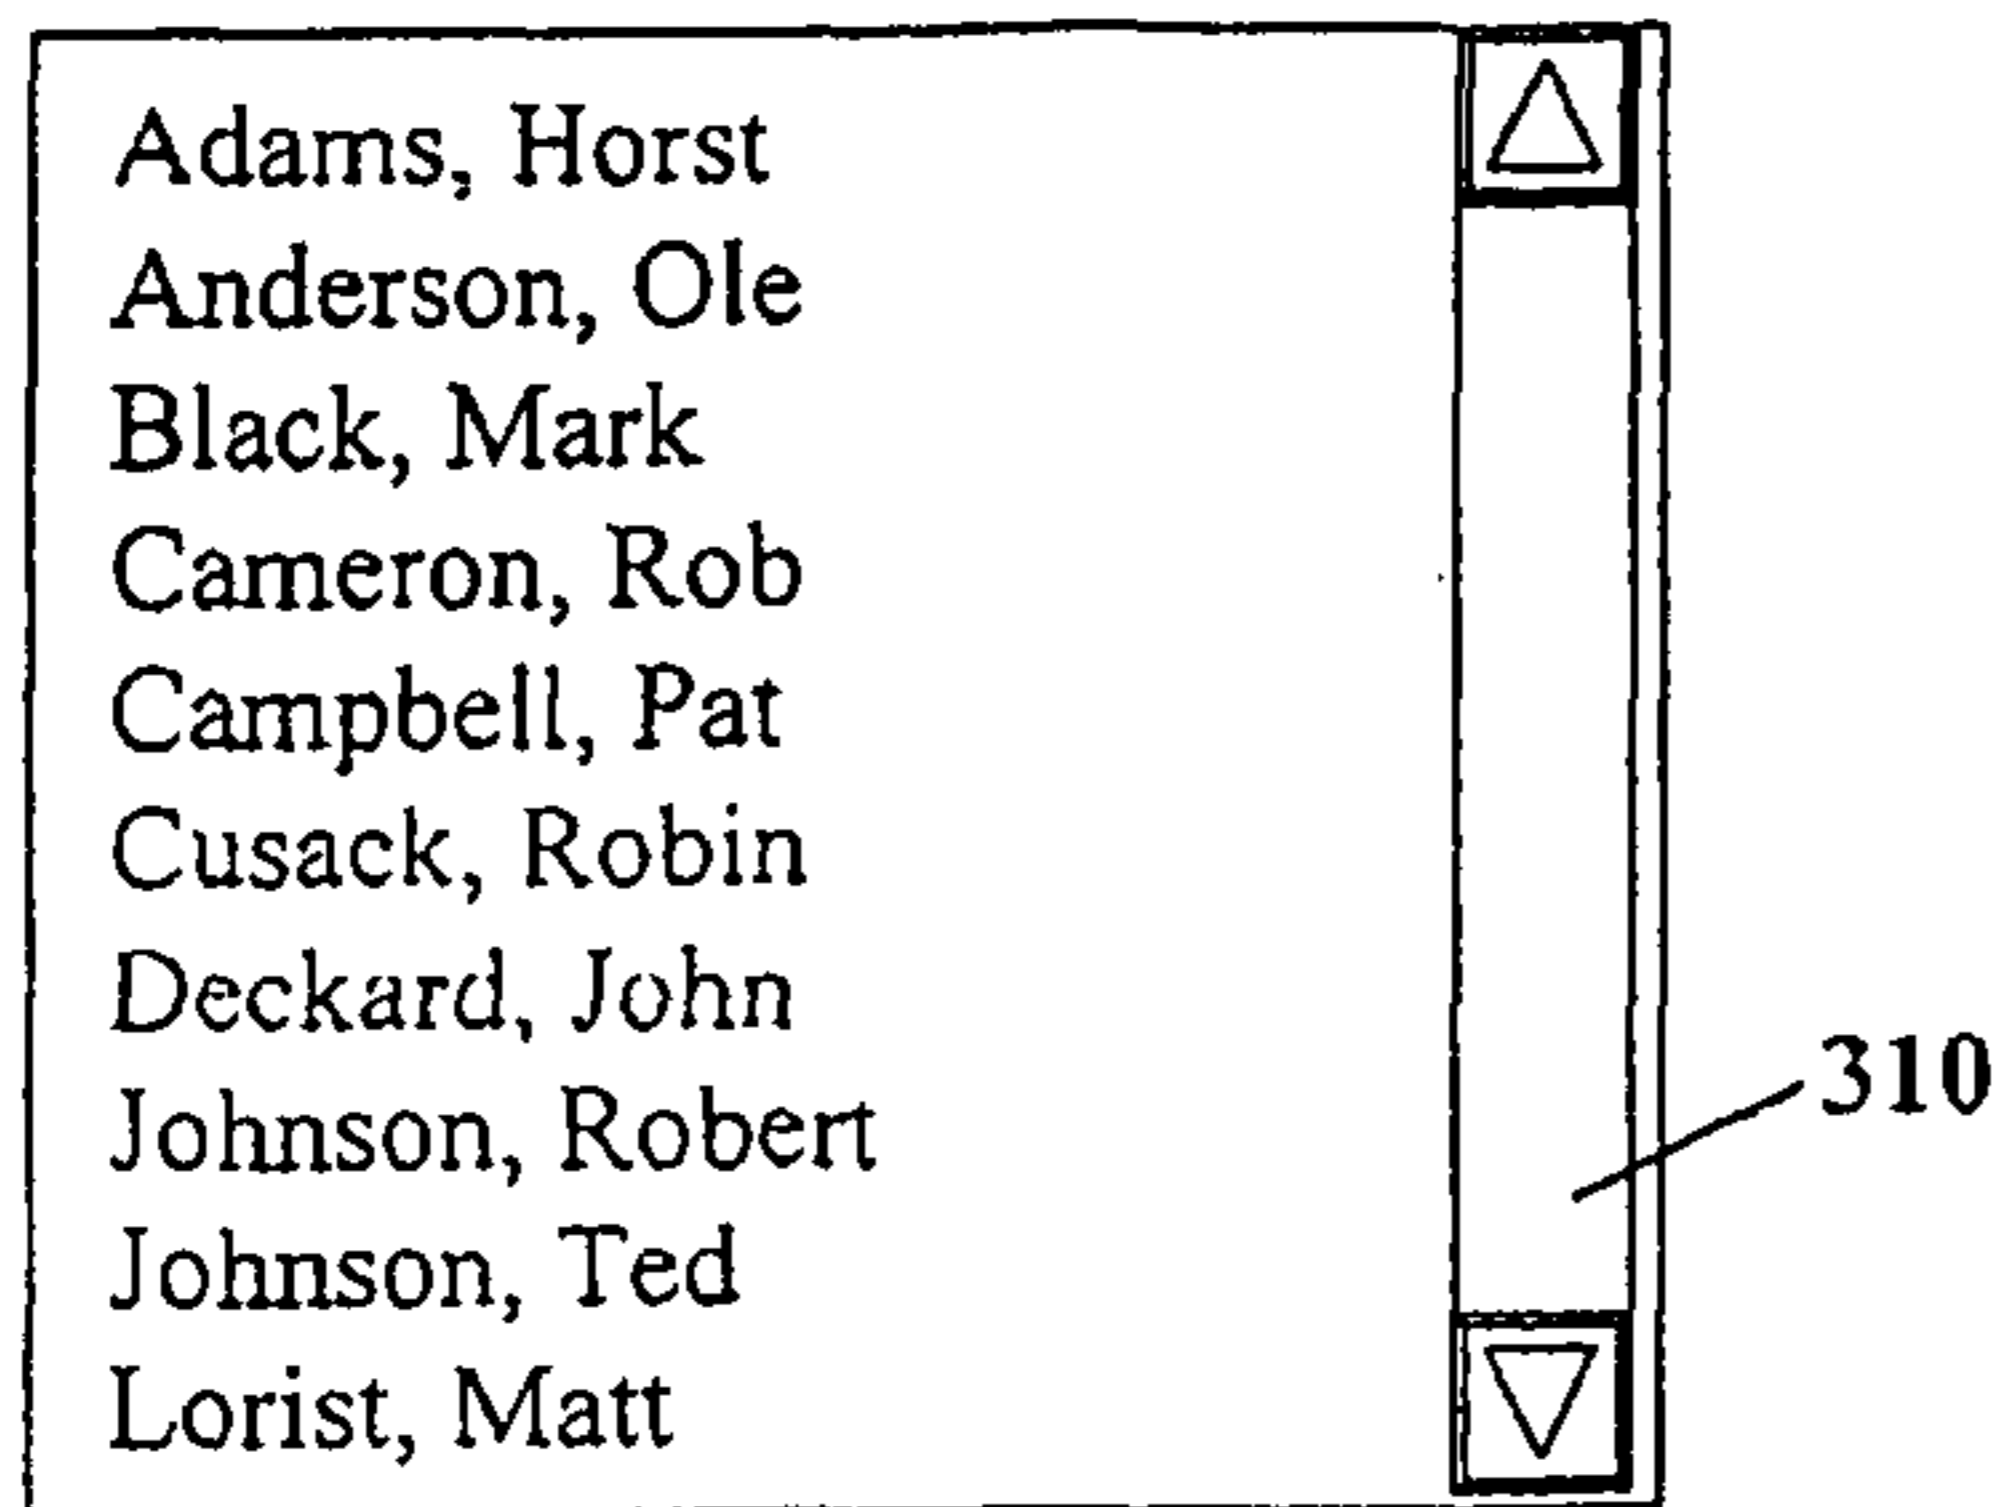 Adams, Horst
Anderson, Ole
Black, Mark
Cameron, Rob
Campbell, Pat
Cusack, Robin
Deckard, John
310
Johnson, Robert
Johnson, Ted
Lorist, Matt